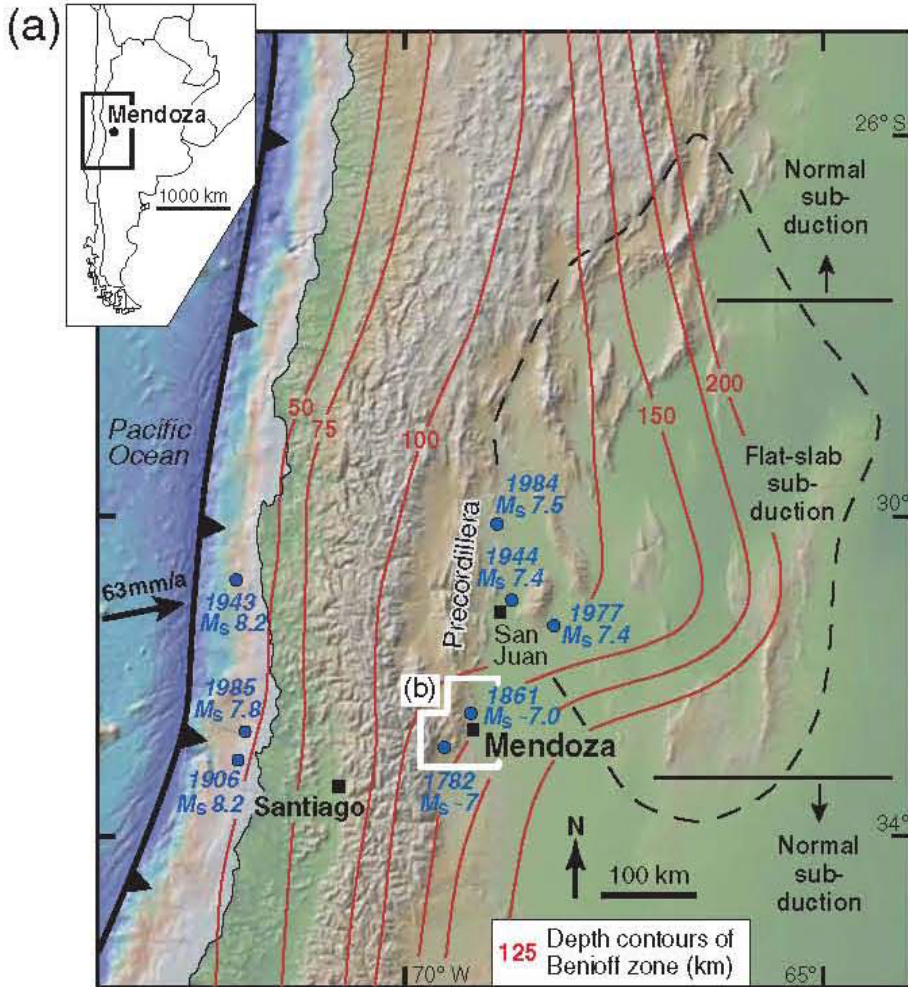 (a)
Mendoza
1000 km
26° S
Normal
sub-
duction
50
75
100
150
200
Pacific
Ocean
Flat-slab
sub-
duction
1984
Ms 7.5
30°
1944
Ms 7.4
Precordillera
63mm/a
1943
Ms 8.2
1977
Ms 7.4
San
Juan
(b)
1985
Ms 7.8
1861
Ms ~7.0
Mendoza
1906
Ms 8.2
Santiago
1782
Ms ~7
N
100 km
34°
Normal
sub-
duction
125 Depth contours of
Benioff zone (km)
70° W
65°